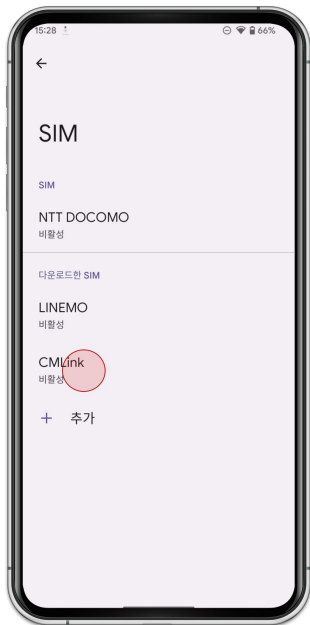 15:28
66%
SIM
SIM
NTT DOCOMO
비활성
다운로드한 SIM
LINEMO
비활성
CMLink
비활성
+ 추가